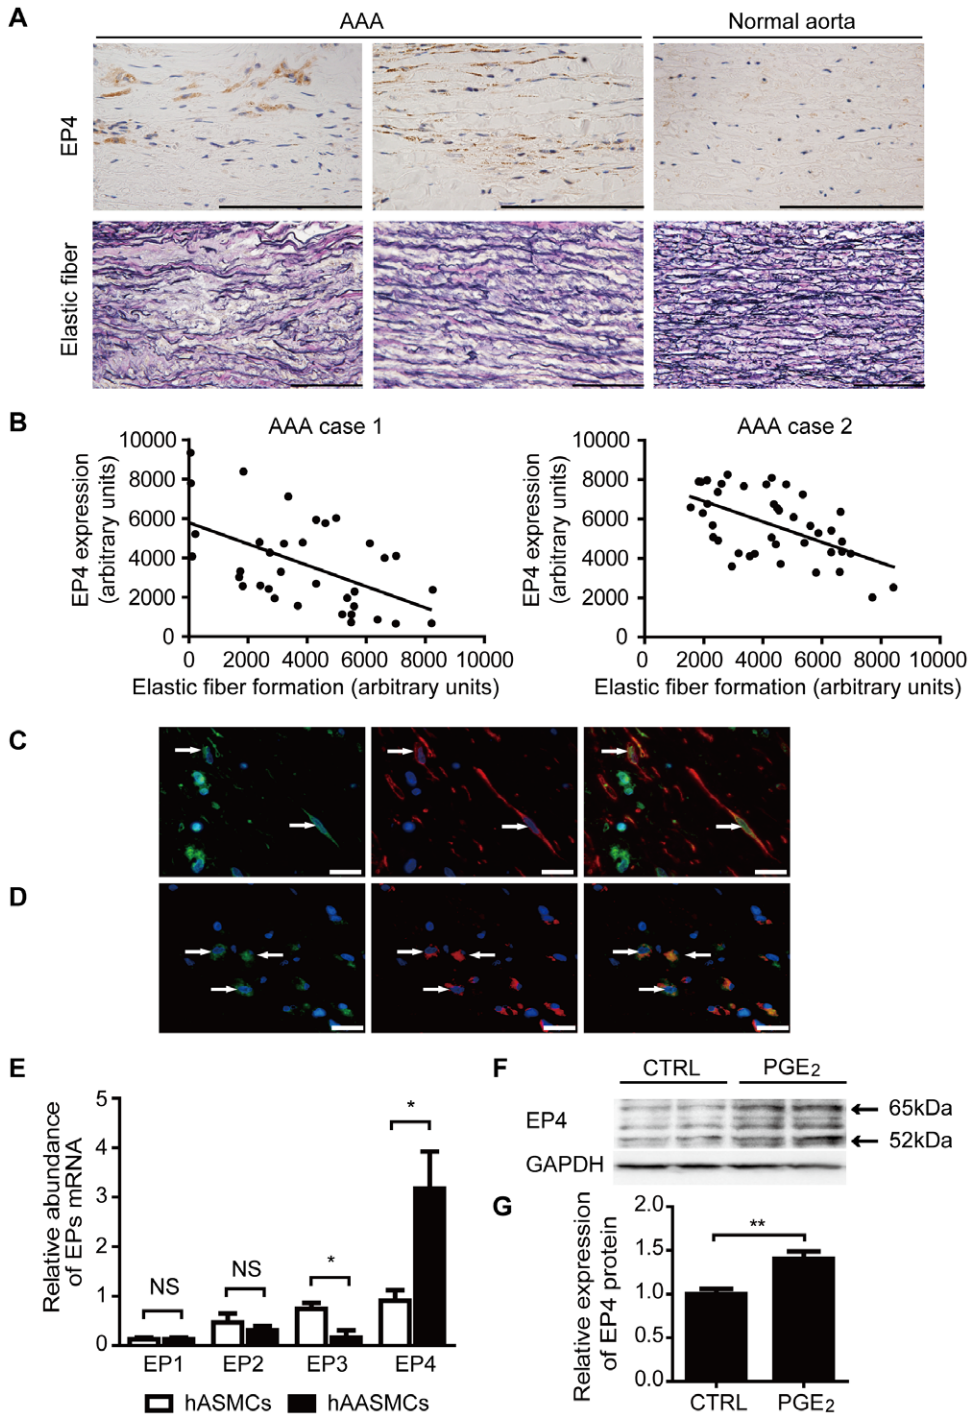 A
AAA
Normal aorta
EP4
Elastic fiber
B
AAA case 1
EP4 expression
(arbitrary units)
10000
8000
6000
4000
2000
0
0 2000 4000 6000 8000 10000
Elastic fiber formation (arbitrary units)
AAA case 2
EP4 expression
(arbitrary units)
10000
8000
6000
4000
2000
0
0 2000 4000 6000 8000 10000
Elastic fiber formation (arbitrary units)
C
D
E
Relative abundance
of EPs mRNA
5
4
3
2
1
0
NS
NS
*
*
EP1 EP2 EP3 EP4
hASMCs hAASMCs
F
CTRL PGE2
EP4
65kDa
52kDa
GAPDH
G
Relative expression
of EP4 protein
2.0
1.5
1.0
0.5
0.0
**
CTRL PGE2